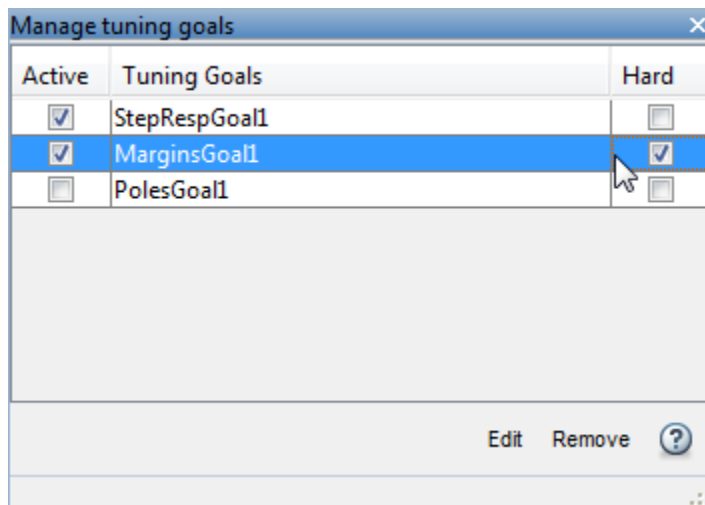 Manage tuning goals
Active Tuning Goals Hard
StepRespGoal1
MarginsGoal1
PolesGoal1
Edit Remove ?